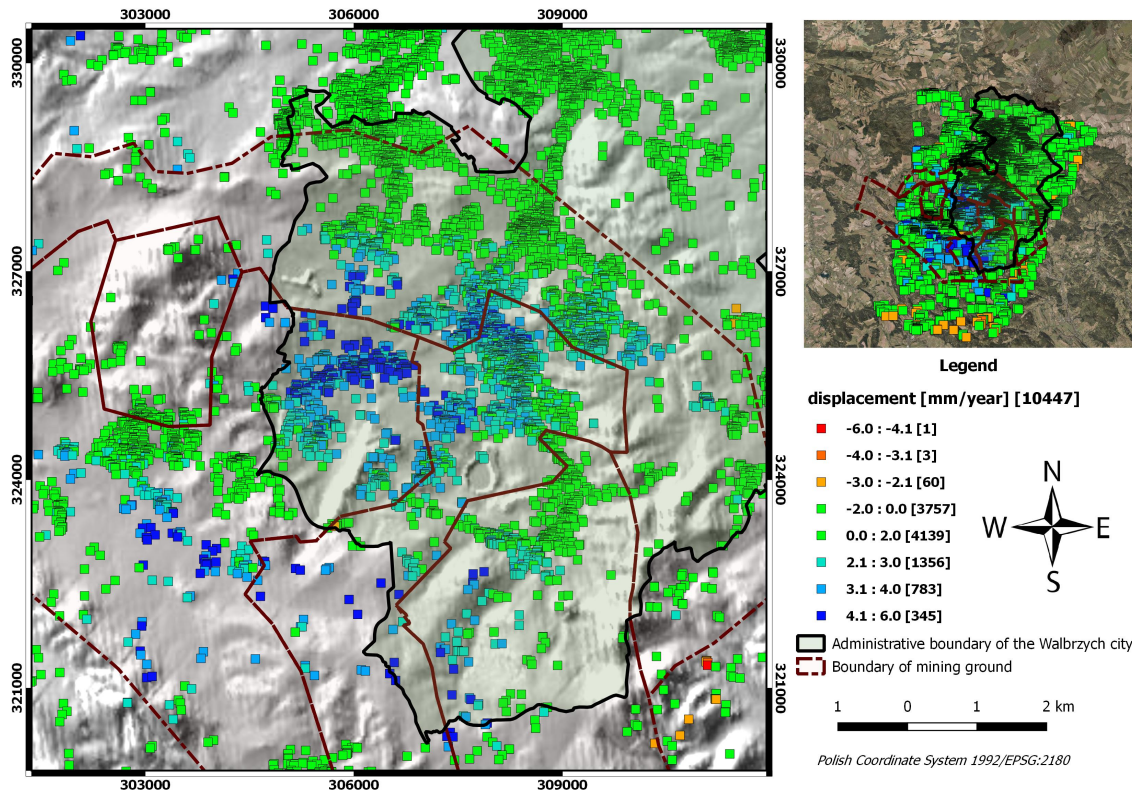 303000 306000 309000
330000 330000
327000 327000
324000 324000
321000 321000
303000 306000 309000
Legend
displacement [mm/year] [10447]
-6.0 : -4.1 [1]
-4.0 : -3.1 [3]
-3.0 : -2.1 [60]
-2.0 : 0.0 [3757]
0.0 : 2.0 [4139]
2.1 : 3.0 [1356]
3.1 : 4.0 [783]
4.1 : 6.0 [345]
N
W E
S
Administrative boundary of the Walbrzych city
Boundary of mining ground
1 0 1 2 km
Polish Coordinate System 1992/EPSG:2180